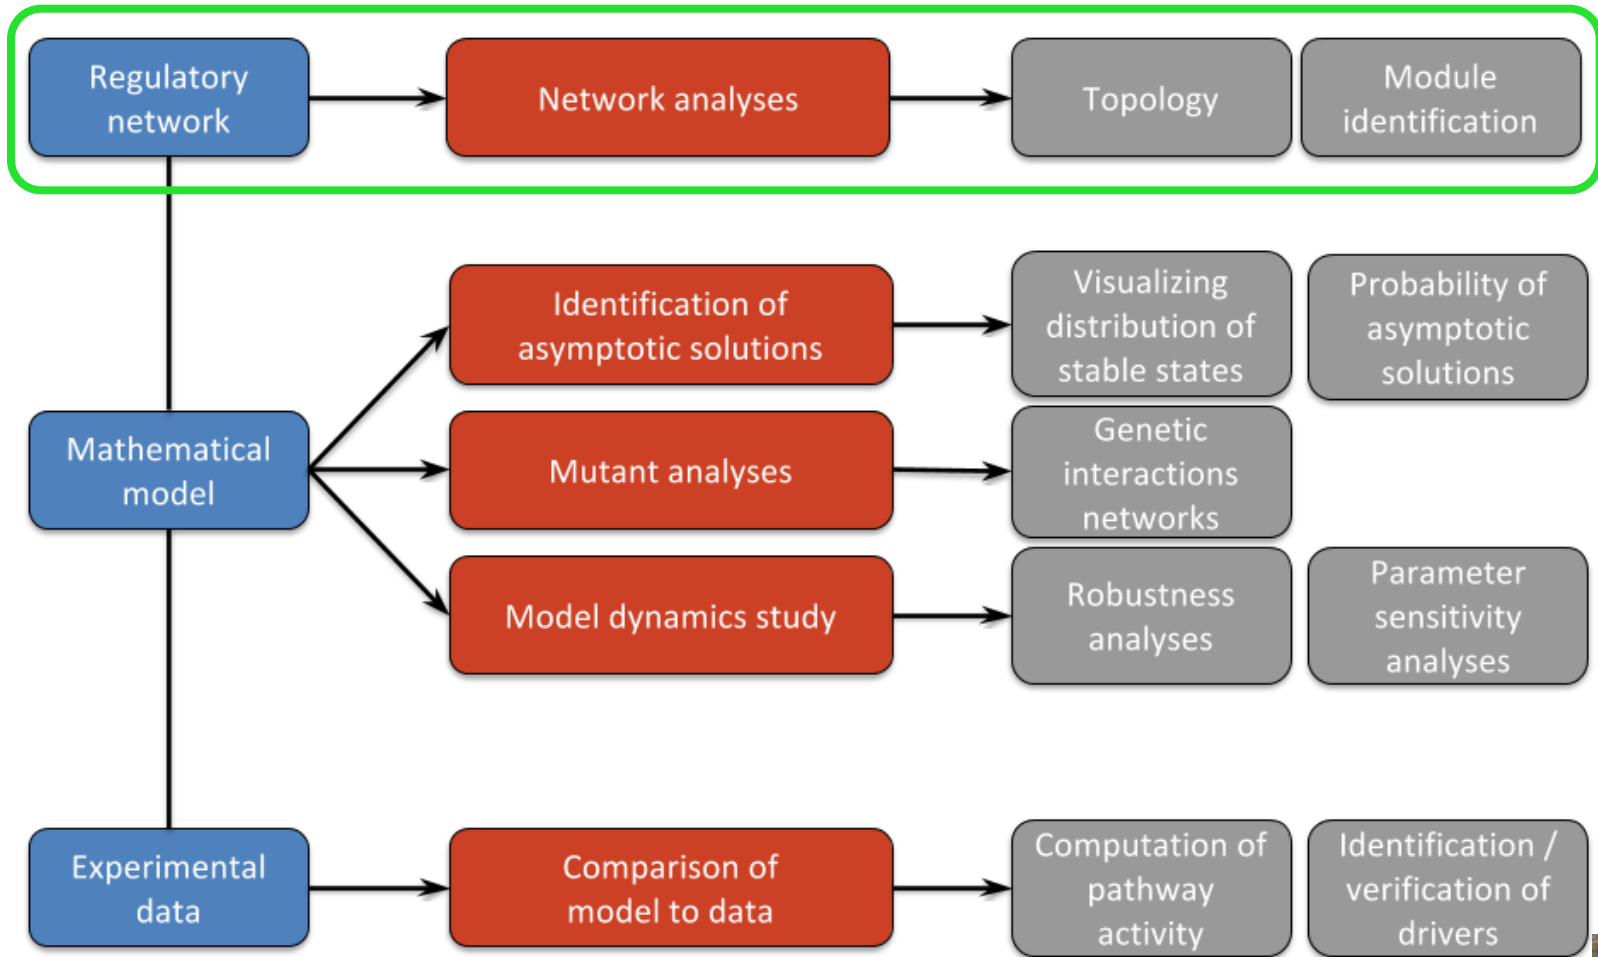 Regulatory
network
Network analyses
Topology
Module
identification
Identification of
asymptotic solutions
Visualizing
distribution of
stable states
Probability of
asymptotic
solutions
Mathematical
model
Mutant analyses
Genetic
interactions
networks
Model dynamics study
Robustness
analyses
Parameter
sensitivity
analyses
Experimental
data
Comparison of
model to data
Computation of
pathway
activity
Identification /
verification of
drivers